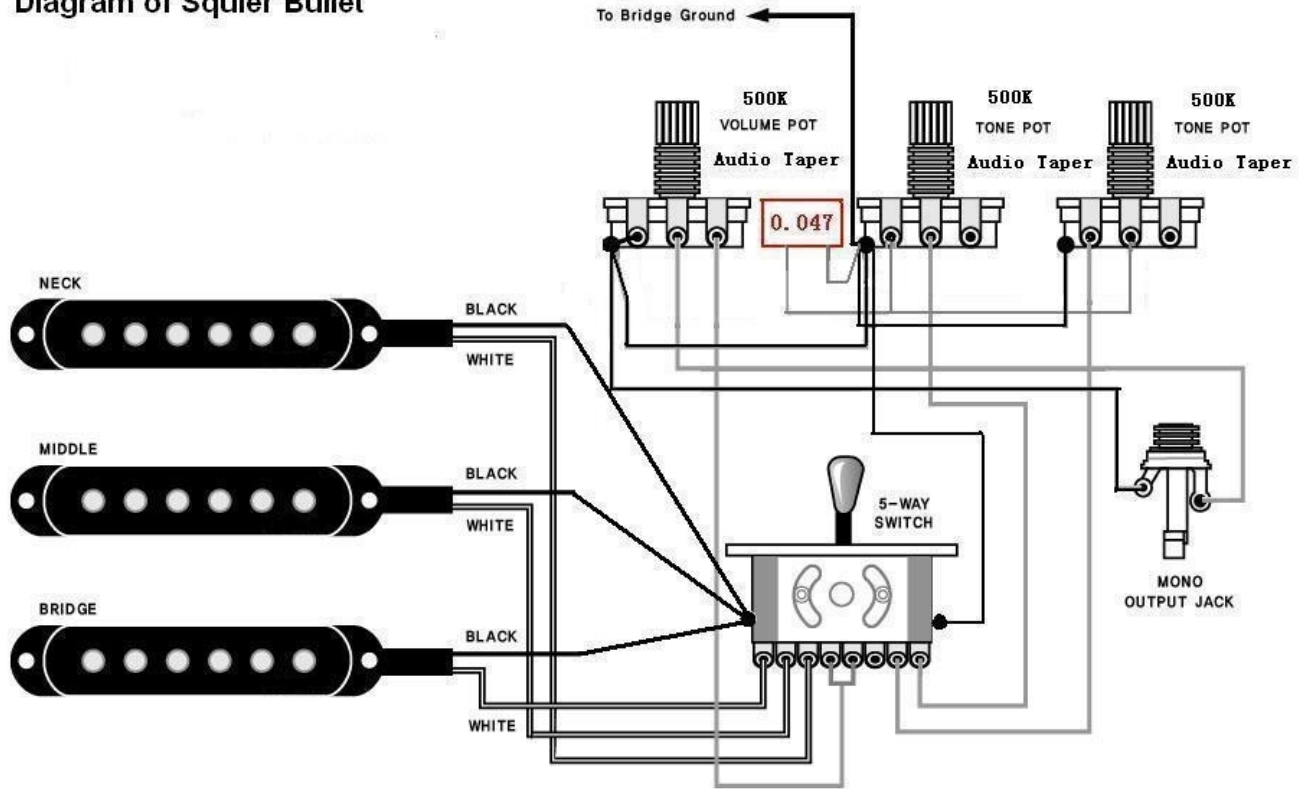 Diagram of Squier Bullet
To Bridge Ground
500K
VOLUME POT
Audio Taper
500K
TONE POT
Audio Taper
500K
TONE POT
Audio Taper
0.047
NECK
BLACK
WHITE
MIDDLE
BLACK
WHITE
BRIDGE
BLACK
WHITE
5-WAY
SWITCH
MONO
OUTPUT JACK